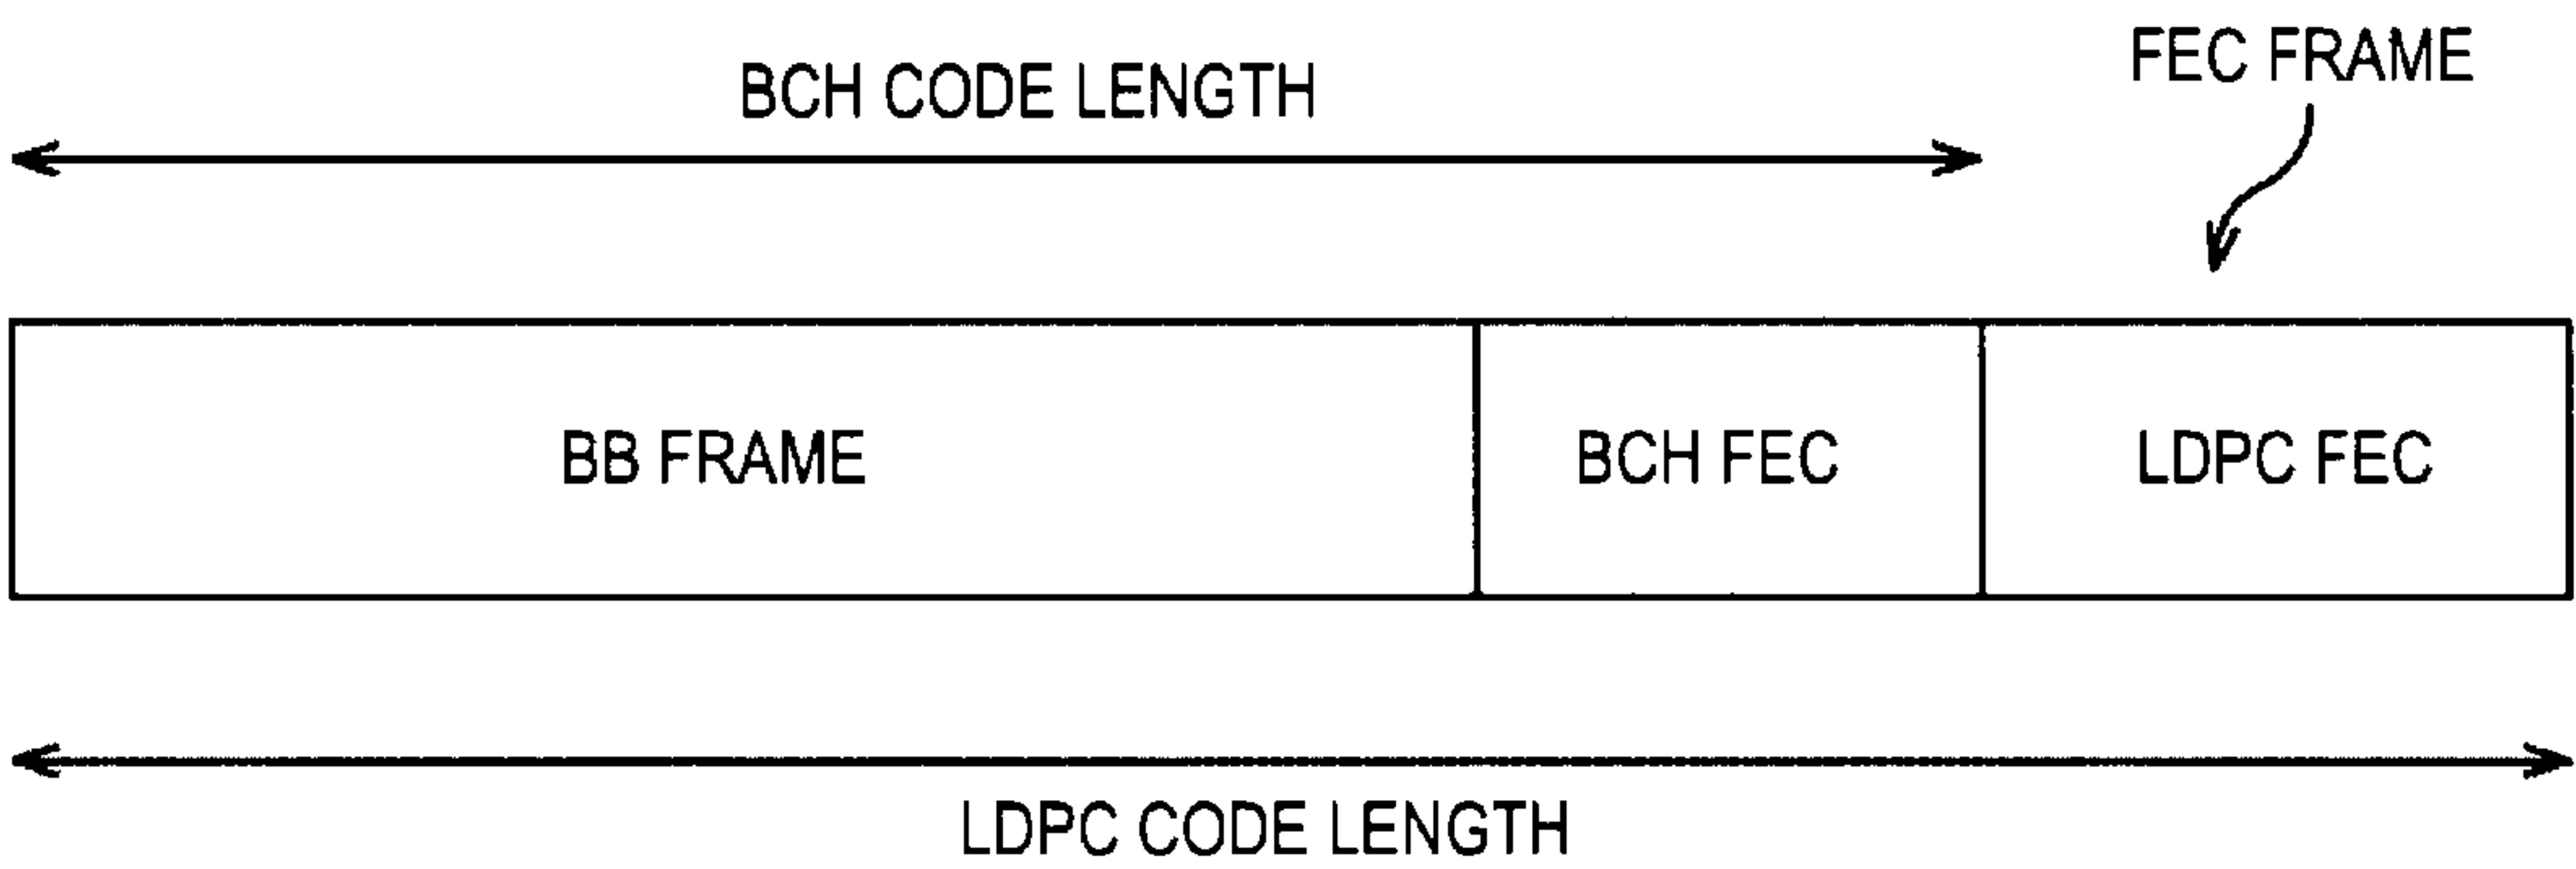 FEC FRAME
BCH CODE LENGTH
BB FRAME
BCH FEC
LDPC FEC
LDPC CODE LENGTH